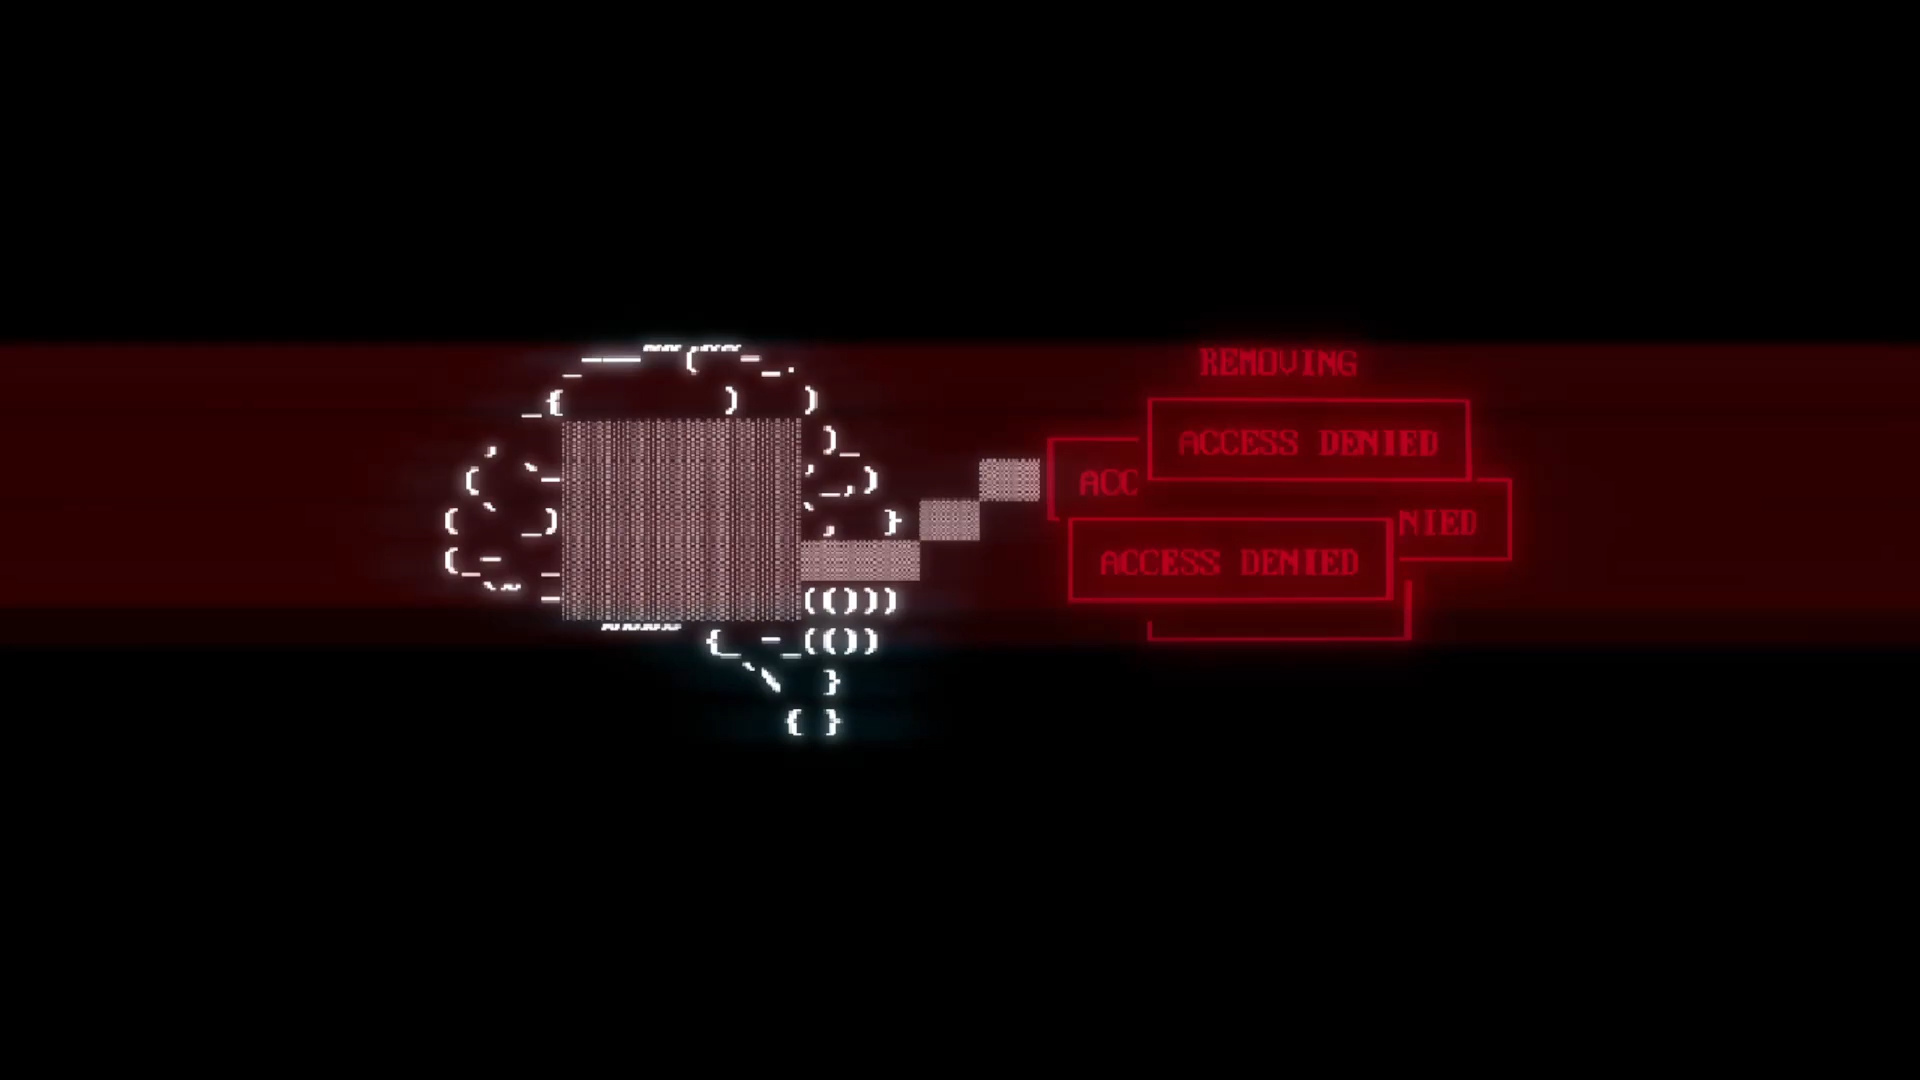 REMOVING
ACCESS DENIED
ACC
NIED
ACCESS DENIED